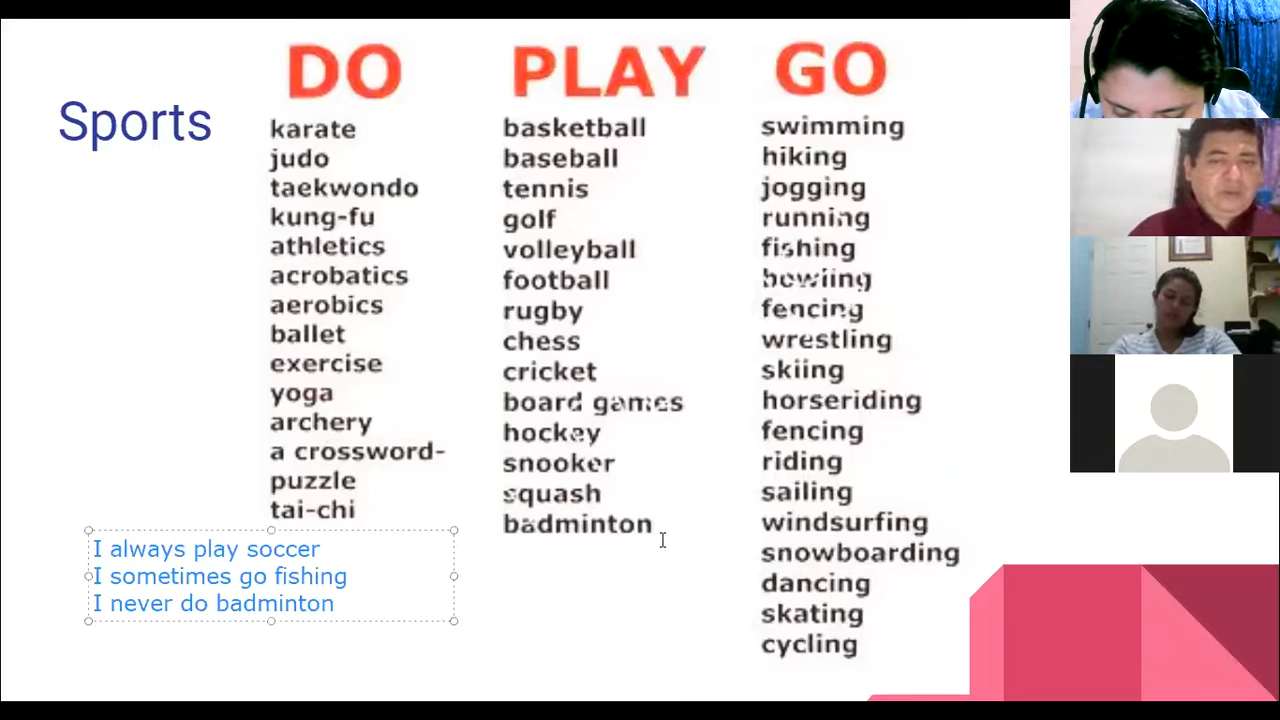 Sports
DO
karate
judo
taekwondo
kung-fu
athletics
acrobatics
aerobics
ballet
exercise
yoga
archery
a crossword-
puzzle
tai-chi
PLAY
basketball
baseball
tennis
golf
volleyball
football
rugby
chess
cricket
board games
hockey
snooker
squash
badminton
GO
swimming
hiking
jogging
running
fishing
bowling
fencing
wrestling
skiing
horseriding
fencing
riding
sailing
windsurfing
snowboarding
dancing
skating
cycling
I always play soccer
I sometimes go fishing
I never do badminton